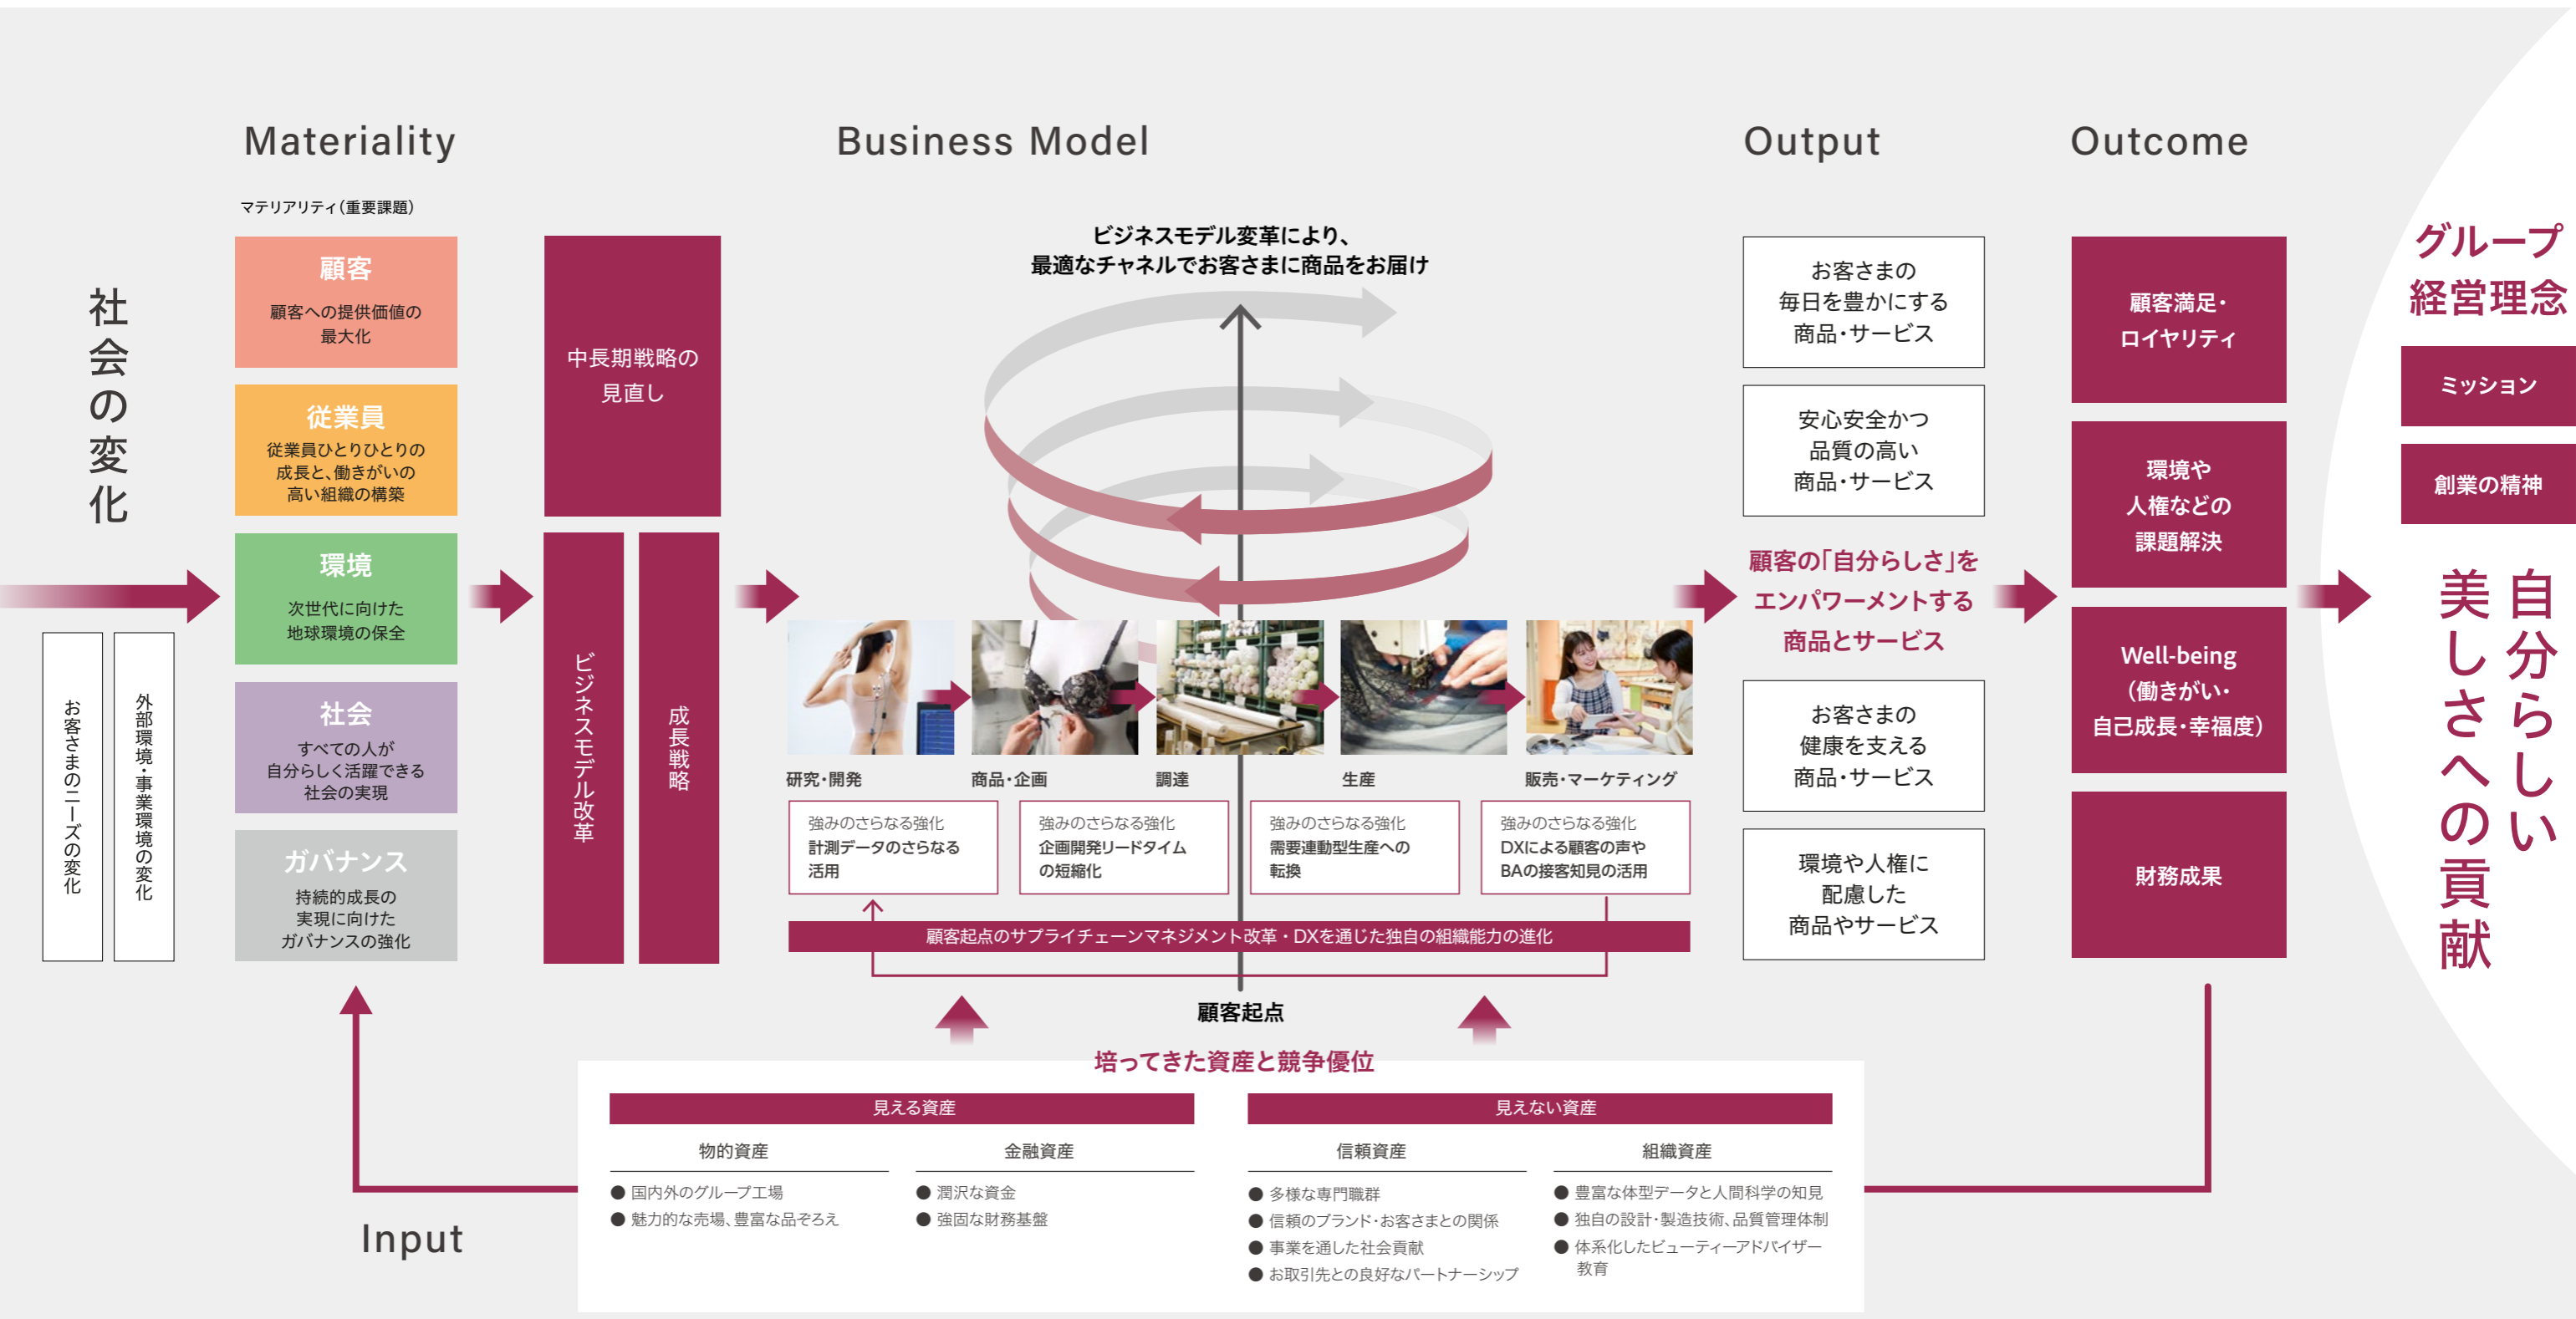 Materiality
Business Model
Output
Outcome
社会の変化
お客さまのニーズの変化
外部環境・事業環境の変化
マテリアリティ(重要課題)
顧客
顧客への提供価値の
最大化
従業員
従業員ひとりひとりの
成長と、働きがいの
高い組織の構築
環境
次世代に向けた
地球環境の保全
社会
すべての人が
自分らしく活躍できる
社会の実現
ガバナンス
持続的成長の
実現に向けた
ガバナンスの強化
中長期戦略の
見直し
ビジネスモデル改革
成長戦略
ビジネスモデル変革により、
最適なチャネルでお客さまに商品をお届け
研究・開発
商品・企画
調達
生産
販売・マーケティング
強みのさらなる強化
計測データのさらなる
活用
強みのさらなる強化
企画開発リードタイム
の短縮化
強みのさらなる強化
需要連動型生産への
転換
強みのさらなる強化
DXによる顧客の声や
BAの接客知見の活用
顧客起点のサプライチェーンマネジメント改革・DXを通じた独自の組織能力の進化
顧客起点
お客さまの
毎日を豊かにする
商品・サービス
安心安全かつ
品質の高い
商品・サービス
顧客の「自分らしさ」を
エンパワーメントする
商品とサービス
お客さまの
健康を支える
商品・サービス
環境や人権に
配慮した
商品やサービス
顧客満足・
ロイヤリティ
環境や
人権などの
課題解決
Well-being
(働きがい・
自己成長・幸福度)
財務成果
グループ
経営理念
ミッション
創業の精神
自分らしい
美しさへの貢献
Input
培ってきた資産と競争優位
見える資産
物的資産
● 国内外のグループ工場
● 魅力的な売場、豊富な品ぞろえ
金融資産
● 潤沢な資金
● 強固な財務基盤
見えない資産
信頼資産
● 多様な専門職群
● 信頼のブランド・お客さまとの関係
● 事業を通した社会貢献
● お取引先との良好なパートナーシップ
組織資産
● 豊富な体型データと人間科学の知見
● 独自の設計・製造技術、品質管理体制
● 体系化したビューティーアドバイザー
教育